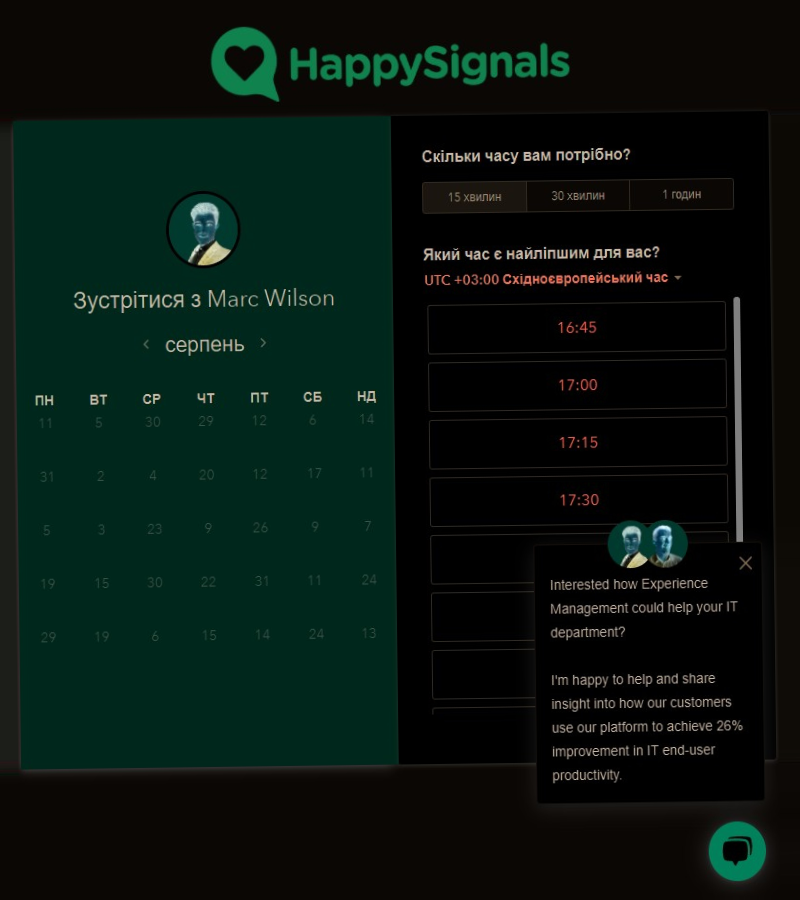 HappySignals
Зустрітися з Marc Wilson
серпень
ПН ВТ СР ЧТ ПТ СБ НД
11 5 30 29 12 6 14
31 2 4 20 12 17 11
5 3 23 9 26 9 7
19 15 30 22 31 11 24
29 19 6 15 14 24 13
Скільки часу вам потрібно?
15 хвилин 30 хвилин 1 годин
Який час є найліпшим для вас?
UTC +03:00 Східноєвропейський час
16:45
17:00
17:15
17:30
Interested how Experience
Management could help your IT
department?
I'm happy to help and share
insight into how our customers
use our platform to achieve 26%
improvement in IT end-user
productivity.